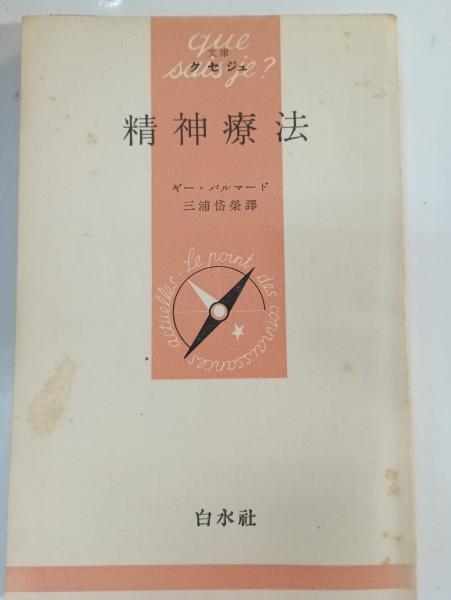 que
文庫
sais-je?
クセジュ
精神療法
ギー・パルマード
三浦岱榮譯
Le point des connaissances actuelles.
白水社